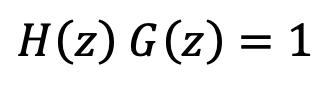 H(z) G(z) = 1